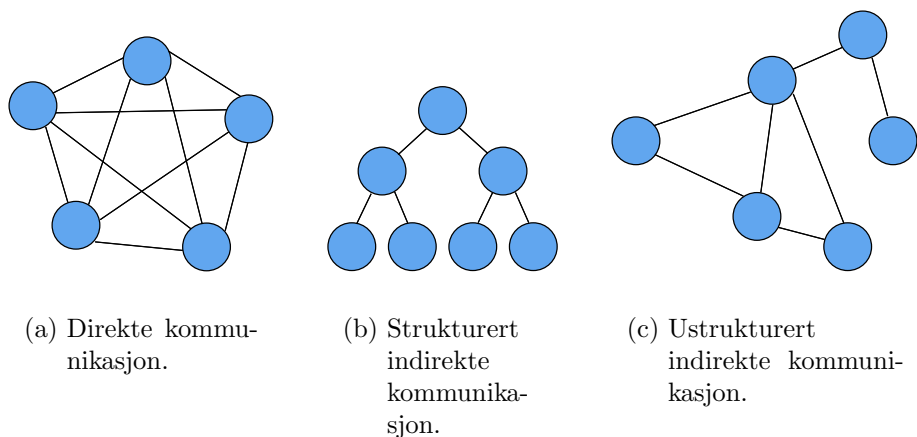 (a) Direkte kommu-
nikasjon.
(b) Strukturert
indirekte
kommunika-
sjon.
(c) Ustrukturert
indirekte kommuni-
kasjon.